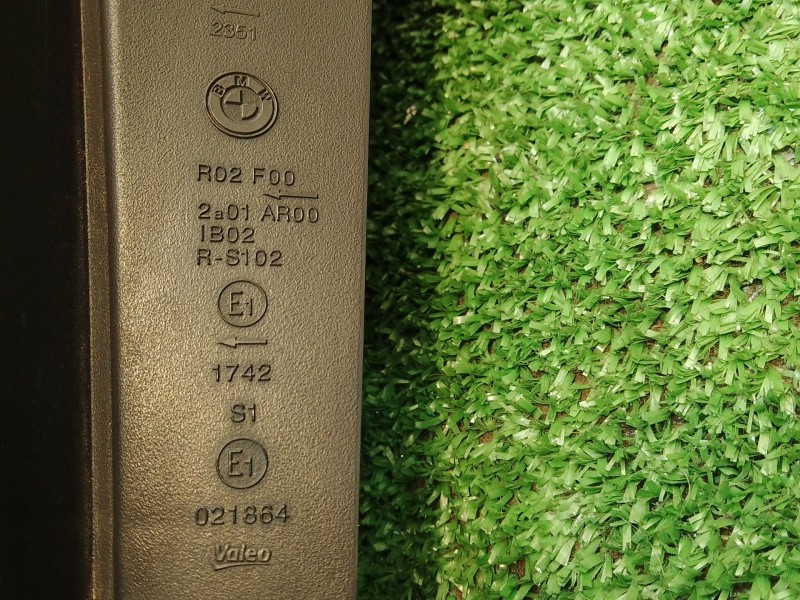 2351
BMW
R02 F00
2a01 AR00
IB02
R-S102
E1
1742
S1
E1
021864
Valeo